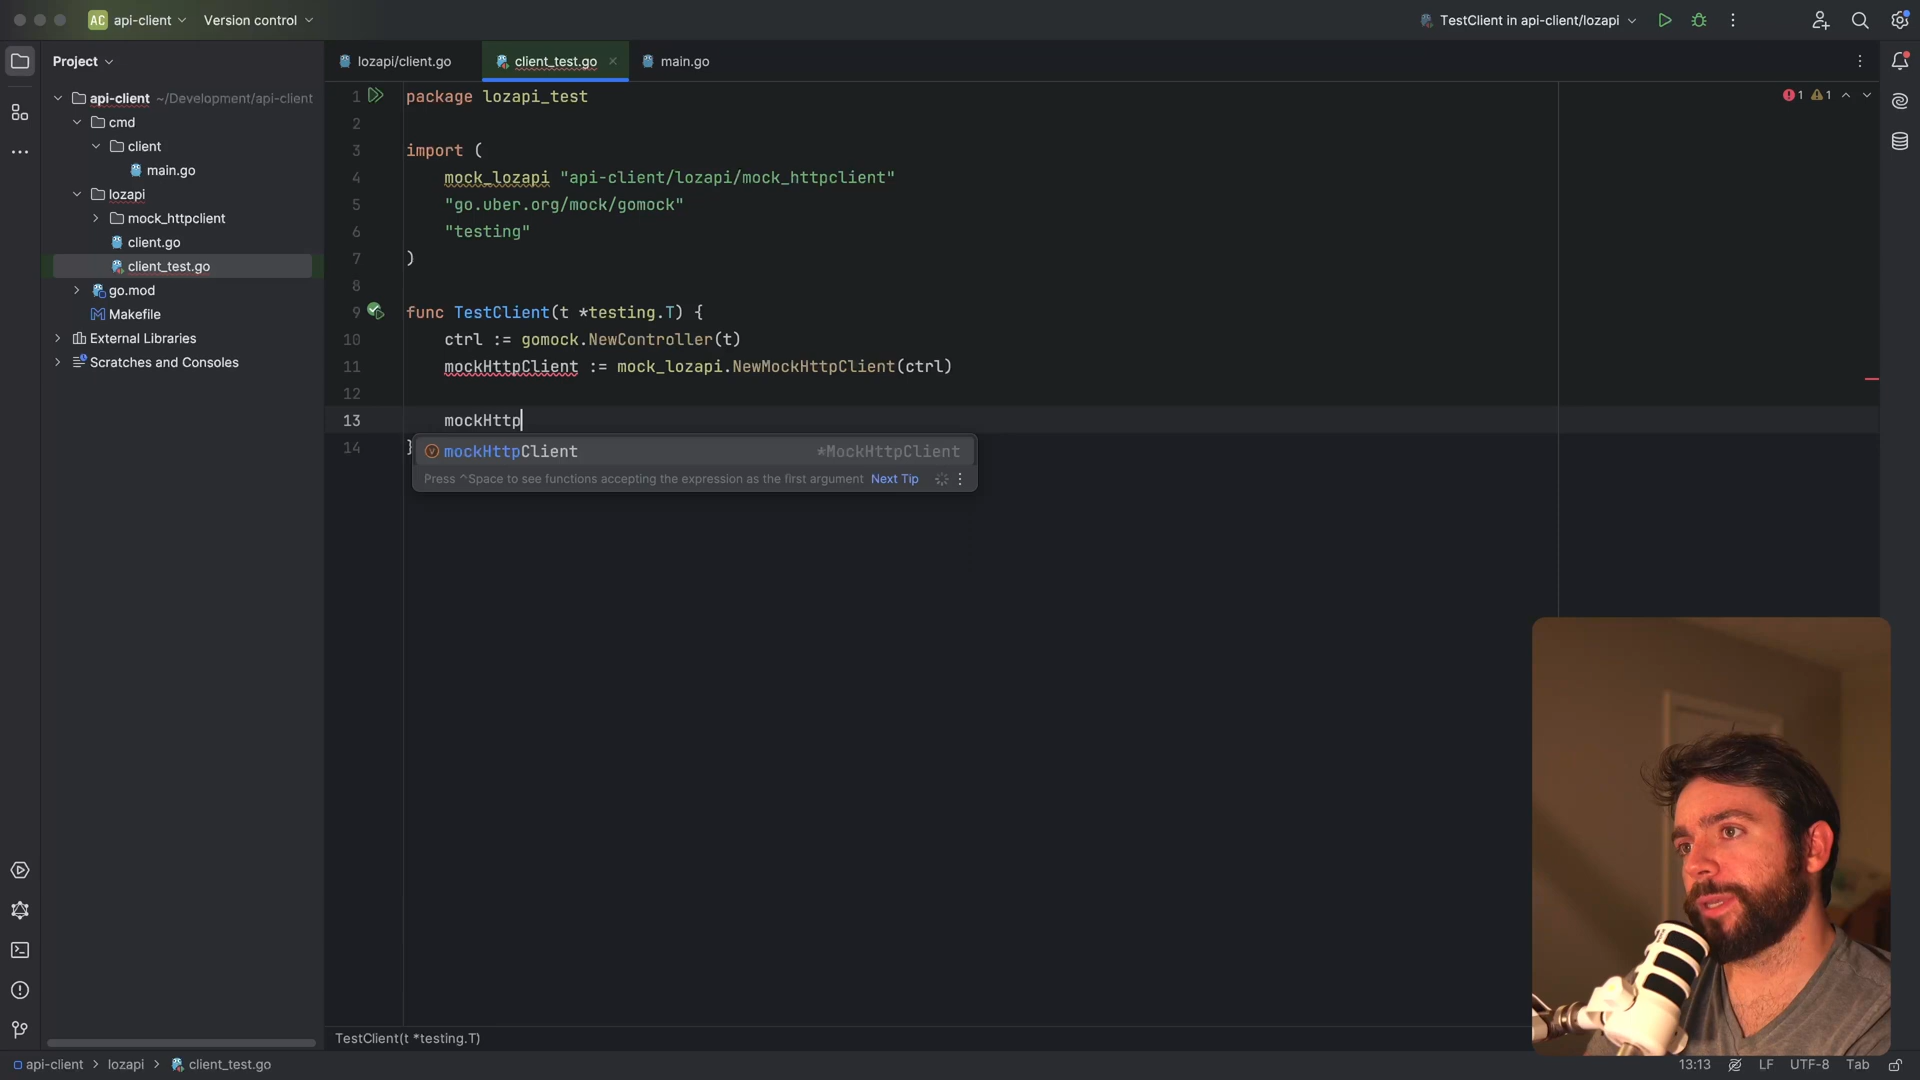 AC api-client Version control
TestClient in api-client/lozapi
Project
lozapi/client.go
client_test.go
main.go
api-client ~/Development/api-client
cmd
client
main.go
lozapi
mock_httpclient
client.go
client_test.go
go.mod
Makefile
External Libraries
Scratches and Consoles
1 package lozapi_test
2
3 import (
4 mock_lozapi "api-client/lozapi/mock_httpclient"
5 "go.uber.org/mock/gomock"
6 "testing"
7 )
8
9 func TestClient(t *testing.T) {
10 ctrl := gomock.NewController(t)
11 mockHttpClient := mock_lozapi.NewMockHttpClient(ctrl)
12
13 mockHttp
14 }
1 1
mockHttpClient *MockHttpClient
Press ^Space to see functions accepting the expression as the first argument Next Tip
TestClient(t *testing.T)
api-client > lozapi > client_test.go
13:13 LF UTF-8 Tab